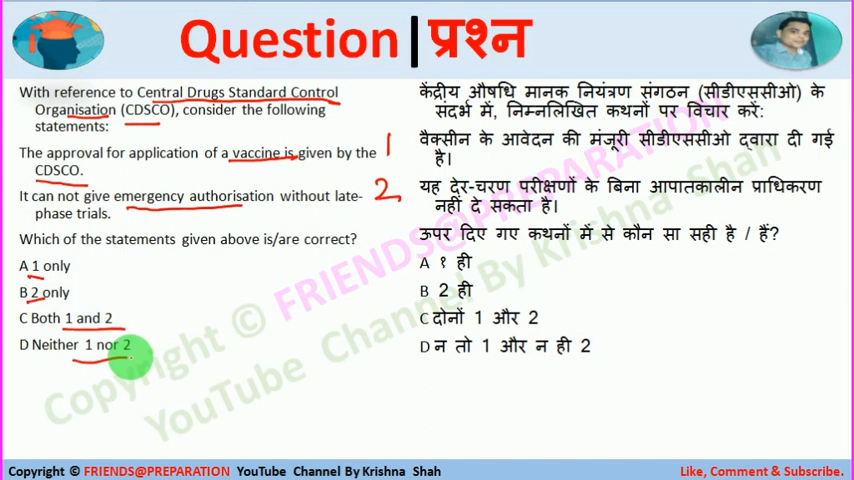 Question|प्रश्न
With reference to Central Drugs Standard Control
Organisation (CDSCO), consider the following
statements:
The approval for application of a vaccine is given by the
CDSCO.
1
It can not give emergency authorisation without late-
phase trials.
2
Which of the statements given above is/are correct?
A 1 only
B 2 only
C Both 1 and 2
D Neither 1 nor 2
केंद्रीय औषधि मानक नियंत्रण संगठन (सीडीएससीओ) के
संदर्भ में, निम्नलिखित कथनों पर विचार करें:
वैक्सीन के आवेदन की मंजूरी सीडीएससीओ द्वारा दी गई
है।
यह देर-चरण परीक्षणों के बिना आपातकालीन प्राधिकरण
नहीं दे सकता है।
ऊपर दिए गए कथनों में से कौन सा सही है / हैं?
A १ ही
B 2 ही
C दोनों 1 और 2
D न तो 1 और न ही 2
Copyright © FRIENDS@PREPARATION
YouTube Channel By Krishna Shah
Copyright © FRIENDS@PREPARATION YouTube Channel By Krishna Shah
Like, Comment & Subscribe.